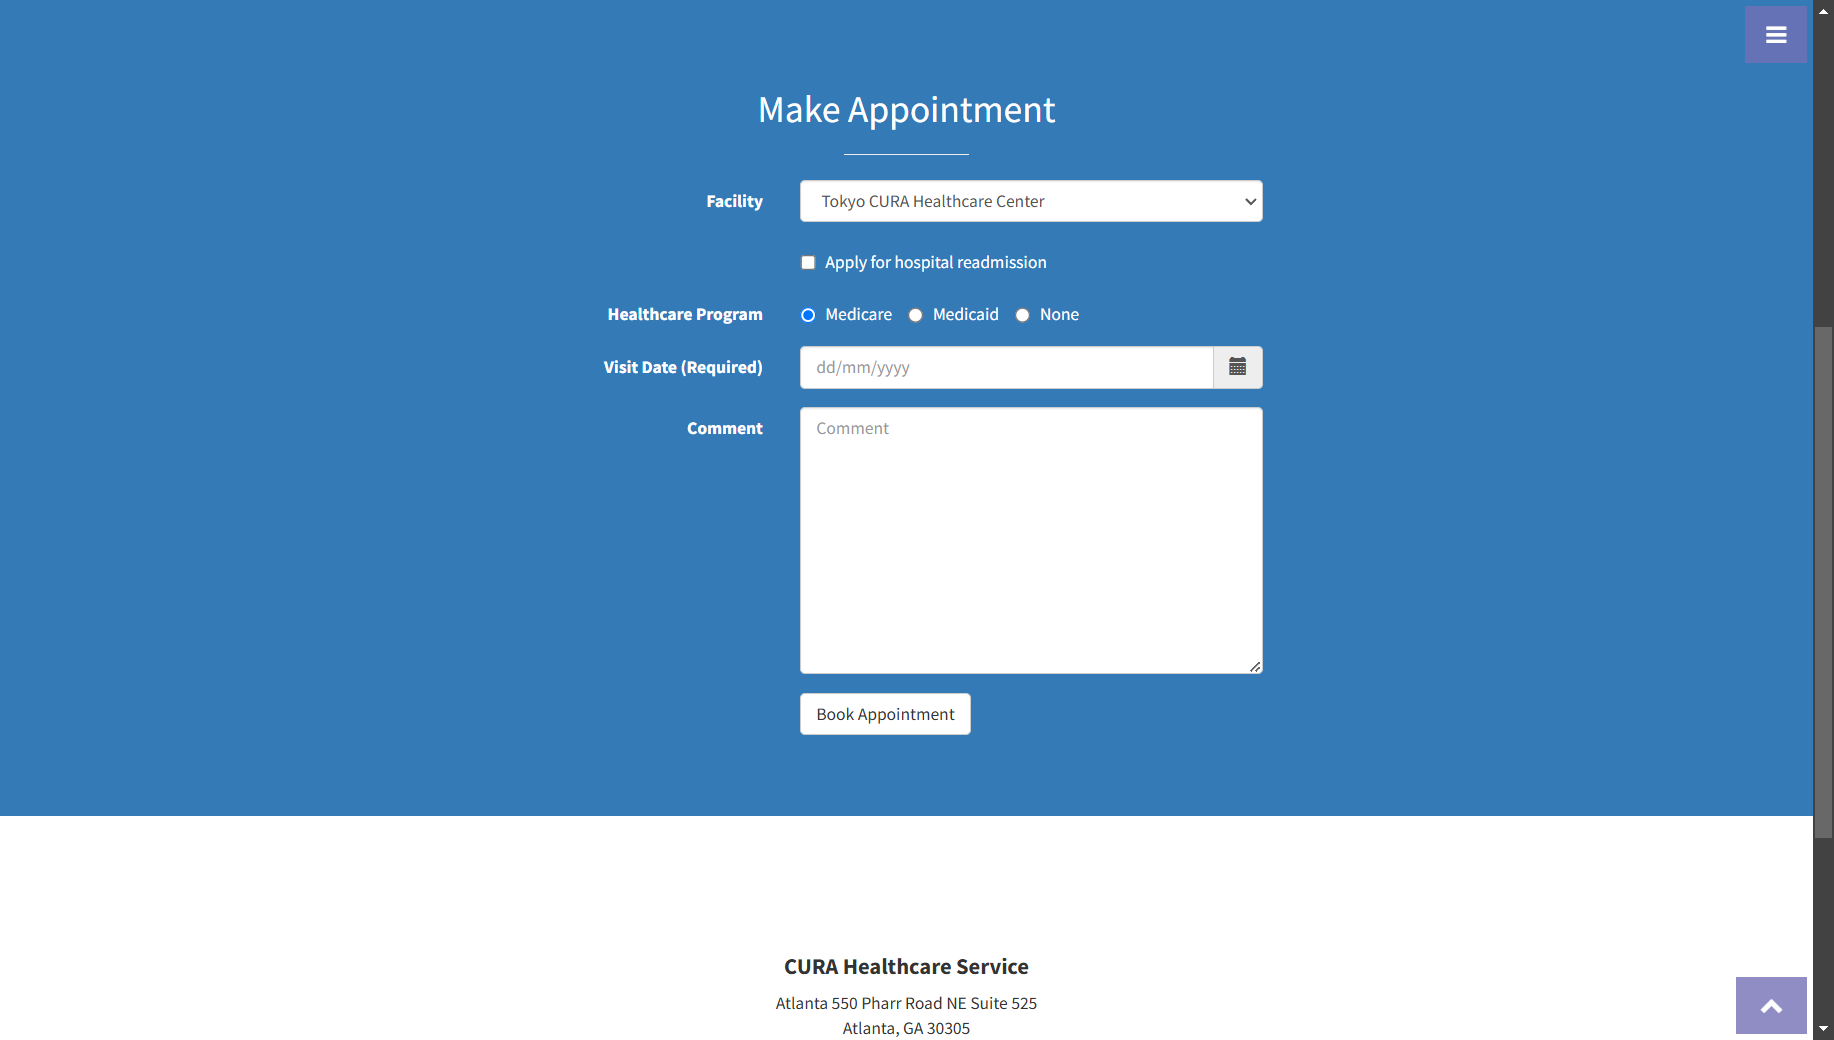 Make Appointment
Facility
Tokyo CURA Healthcare Center
Apply for hospital readmission
Healthcare Program
Medicare
Medicaid
None
Visit Date (Required)
dd/mm/yyyy
Comment
Comment
Book Appointment
CURA Healthcare Service
Atlanta 550 Pharr Road NE Suite 525
Atlanta, GA 30305